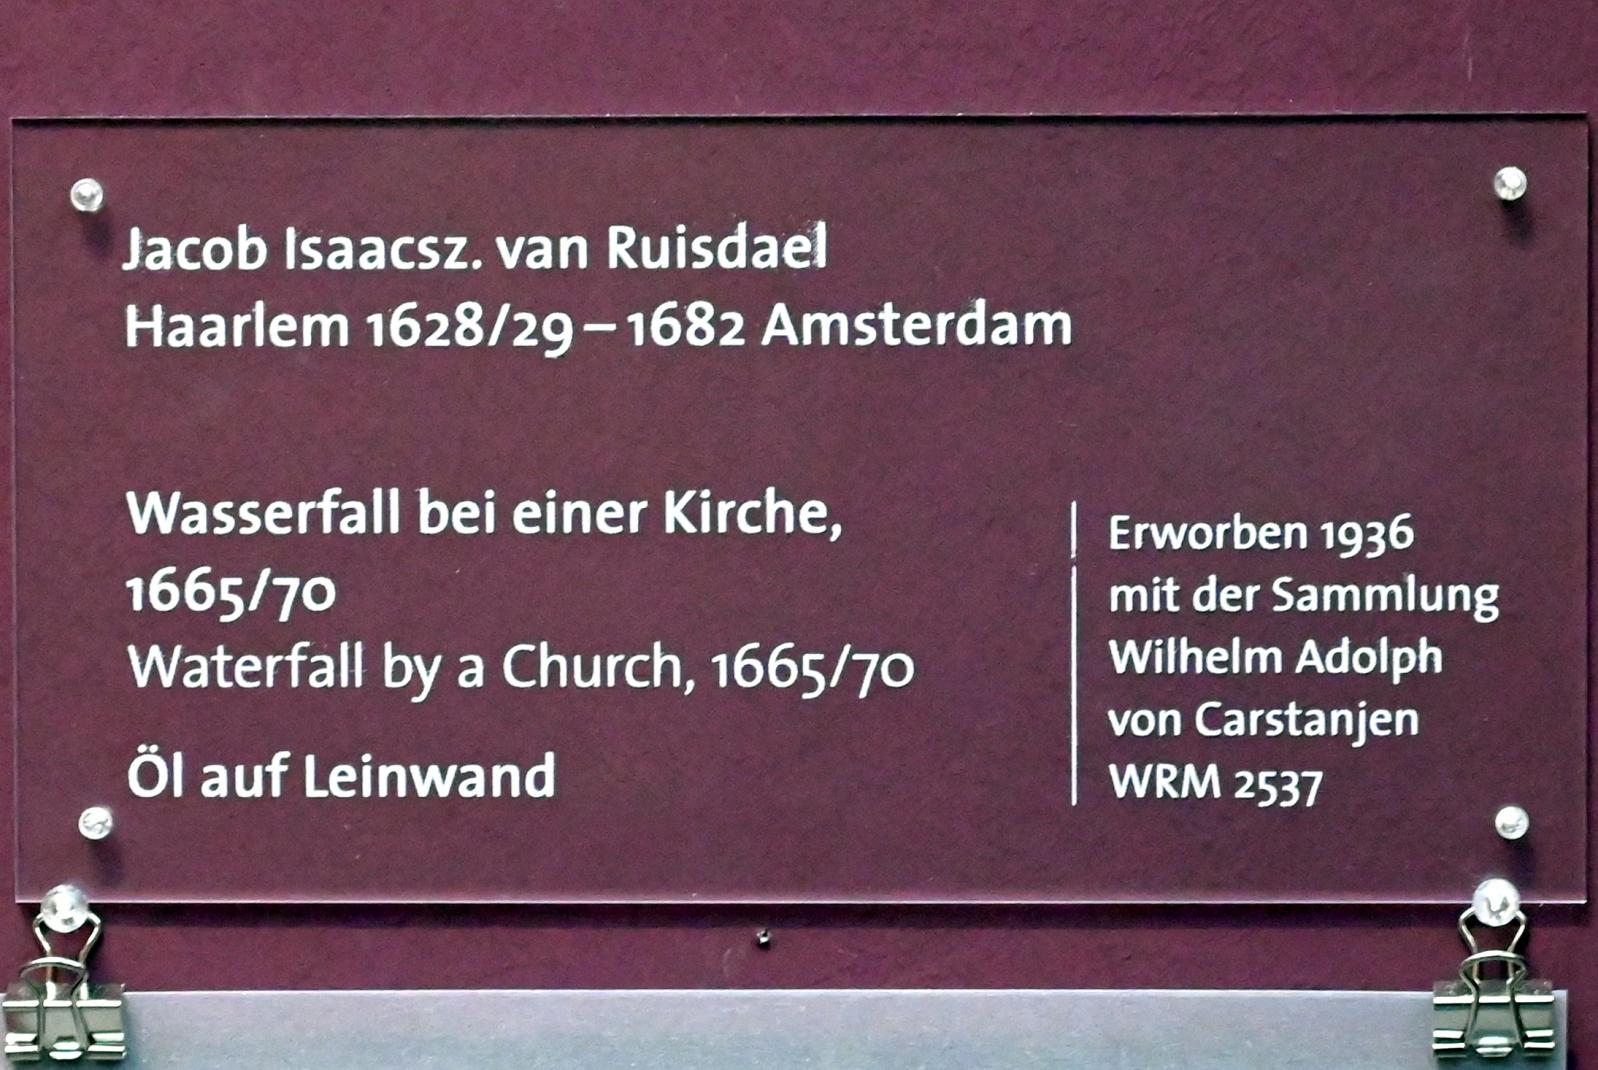 Jacob Isaacsz. van Ruisdael
Haarlem 1628/29 – 1682 Amsterdam
Wasserfall bei einer Kirche,
1665/70
Waterfall by a Church, 1665/70
Öl auf Leinwand
Erworben 1936
mit der Sammlung
Wilhelm Adolph
von Carstanjen
WRM 2537